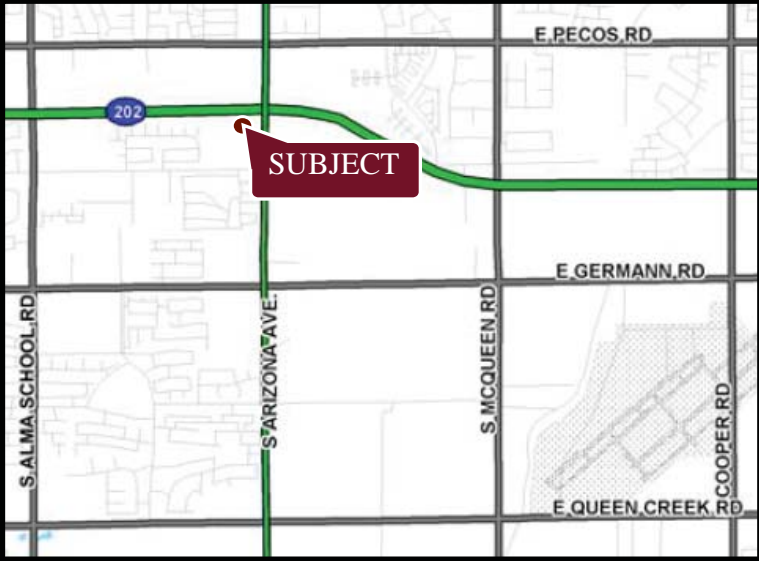 E PECOS RD
202
SUBJECT
E GERMANN RD
S ALMA SCHOOL RD
S ARIZONA AVE.
S MCQUEEN RD
COOPER RD
E QUEEN CREEK RD